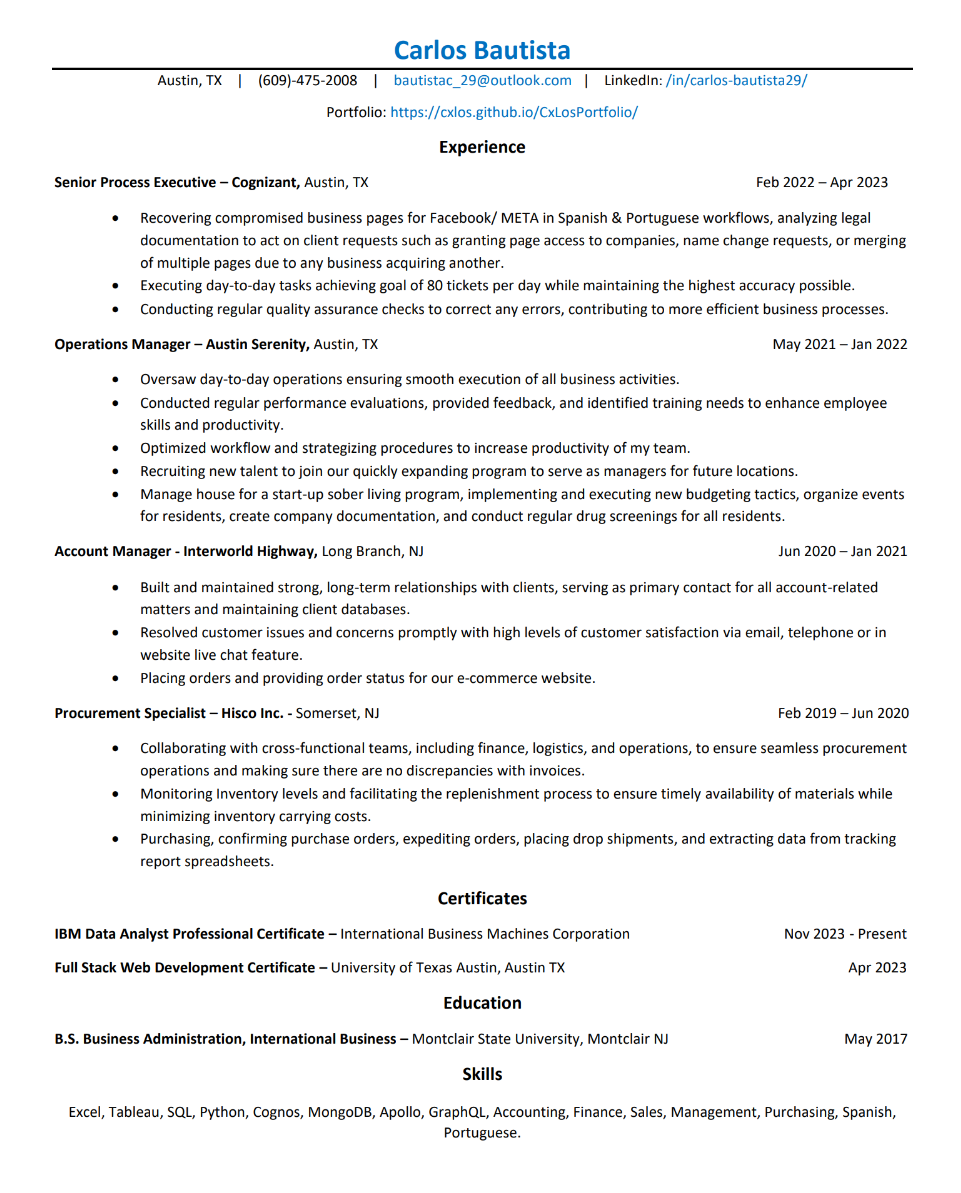 Carlos Bautista
Austin, TX | (609)-475-2008 | bautistac_29@outlook.com | LinkedIn: /in/carlos-bautista29/
Portfolio: https://cxlos.github.io/CxLosPortfolio/
Experience
Senior Process Executive – Cognizant, Austin, TX Feb 2022 – Apr 2023
• Recovering compromised business pages for Facebook/ META in Spanish & Portuguese workflows, analyzing legal
documentation to act on client requests such as granting page access to companies, name change requests, or merging
of multiple pages due to any business acquiring another.
• Executing day-to-day tasks achieving goal of 80 tickets per day while maintaining the highest accuracy possible.
• Conducting regular quality assurance checks to correct any errors, contributing to more efficient business processes.
Operations Manager – Austin Serenity, Austin, TX May 2021 – Jan 2022
• Oversaw day-to-day operations ensuring smooth execution of all business activities.
• Conducted regular performance evaluations, provided feedback, and identified training needs to enhance employee
skills and productivity.
• Optimized workflow and strategizing procedures to increase productivity of my team.
• Recruiting new talent to join our quickly expanding program to serve as managers for future locations.
• Manage house for a start-up sober living program, implementing and executing new budgeting tactics, organize events
for residents, create company documentation, and conduct regular drug screenings for all residents.
Account Manager - Interworld Highway, Long Branch, NJ Jun 2020 – Jan 2021
• Built and maintained strong, long-term relationships with clients, serving as primary contact for all account-related
matters and maintaining client databases.
• Resolved customer issues and concerns promptly with high levels of customer satisfaction via email, telephone or in
website live chat feature.
• Placing orders and providing order status for our e-commerce website.
Procurement Specialist – Hisco Inc. - Somerset, NJ Feb 2019 – Jun 2020
• Collaborating with cross-functional teams, including finance, logistics, and operations, to ensure seamless procurement
operations and making sure there are no discrepancies with invoices.
• Monitoring Inventory levels and facilitating the replenishment process to ensure timely availability of materials while
minimizing inventory carrying costs.
• Purchasing, confirming purchase orders, expediting orders, placing drop shipments, and extracting data from tracking
report spreadsheets.
Certificates
IBM Data Analyst Professional Certificate – International Business Machines Corporation Nov 2023 - Present
Full Stack Web Development Certificate – University of Texas Austin, Austin TX Apr 2023
Education
B.S. Business Administration, International Business – Montclair State University, Montclair NJ May 2017
Skills
Excel, Tableau, SQL, Python, Cognos, MongoDB, Apollo, GraphQL, Accounting, Finance, Sales, Management, Purchasing, Spanish,
Portuguese.